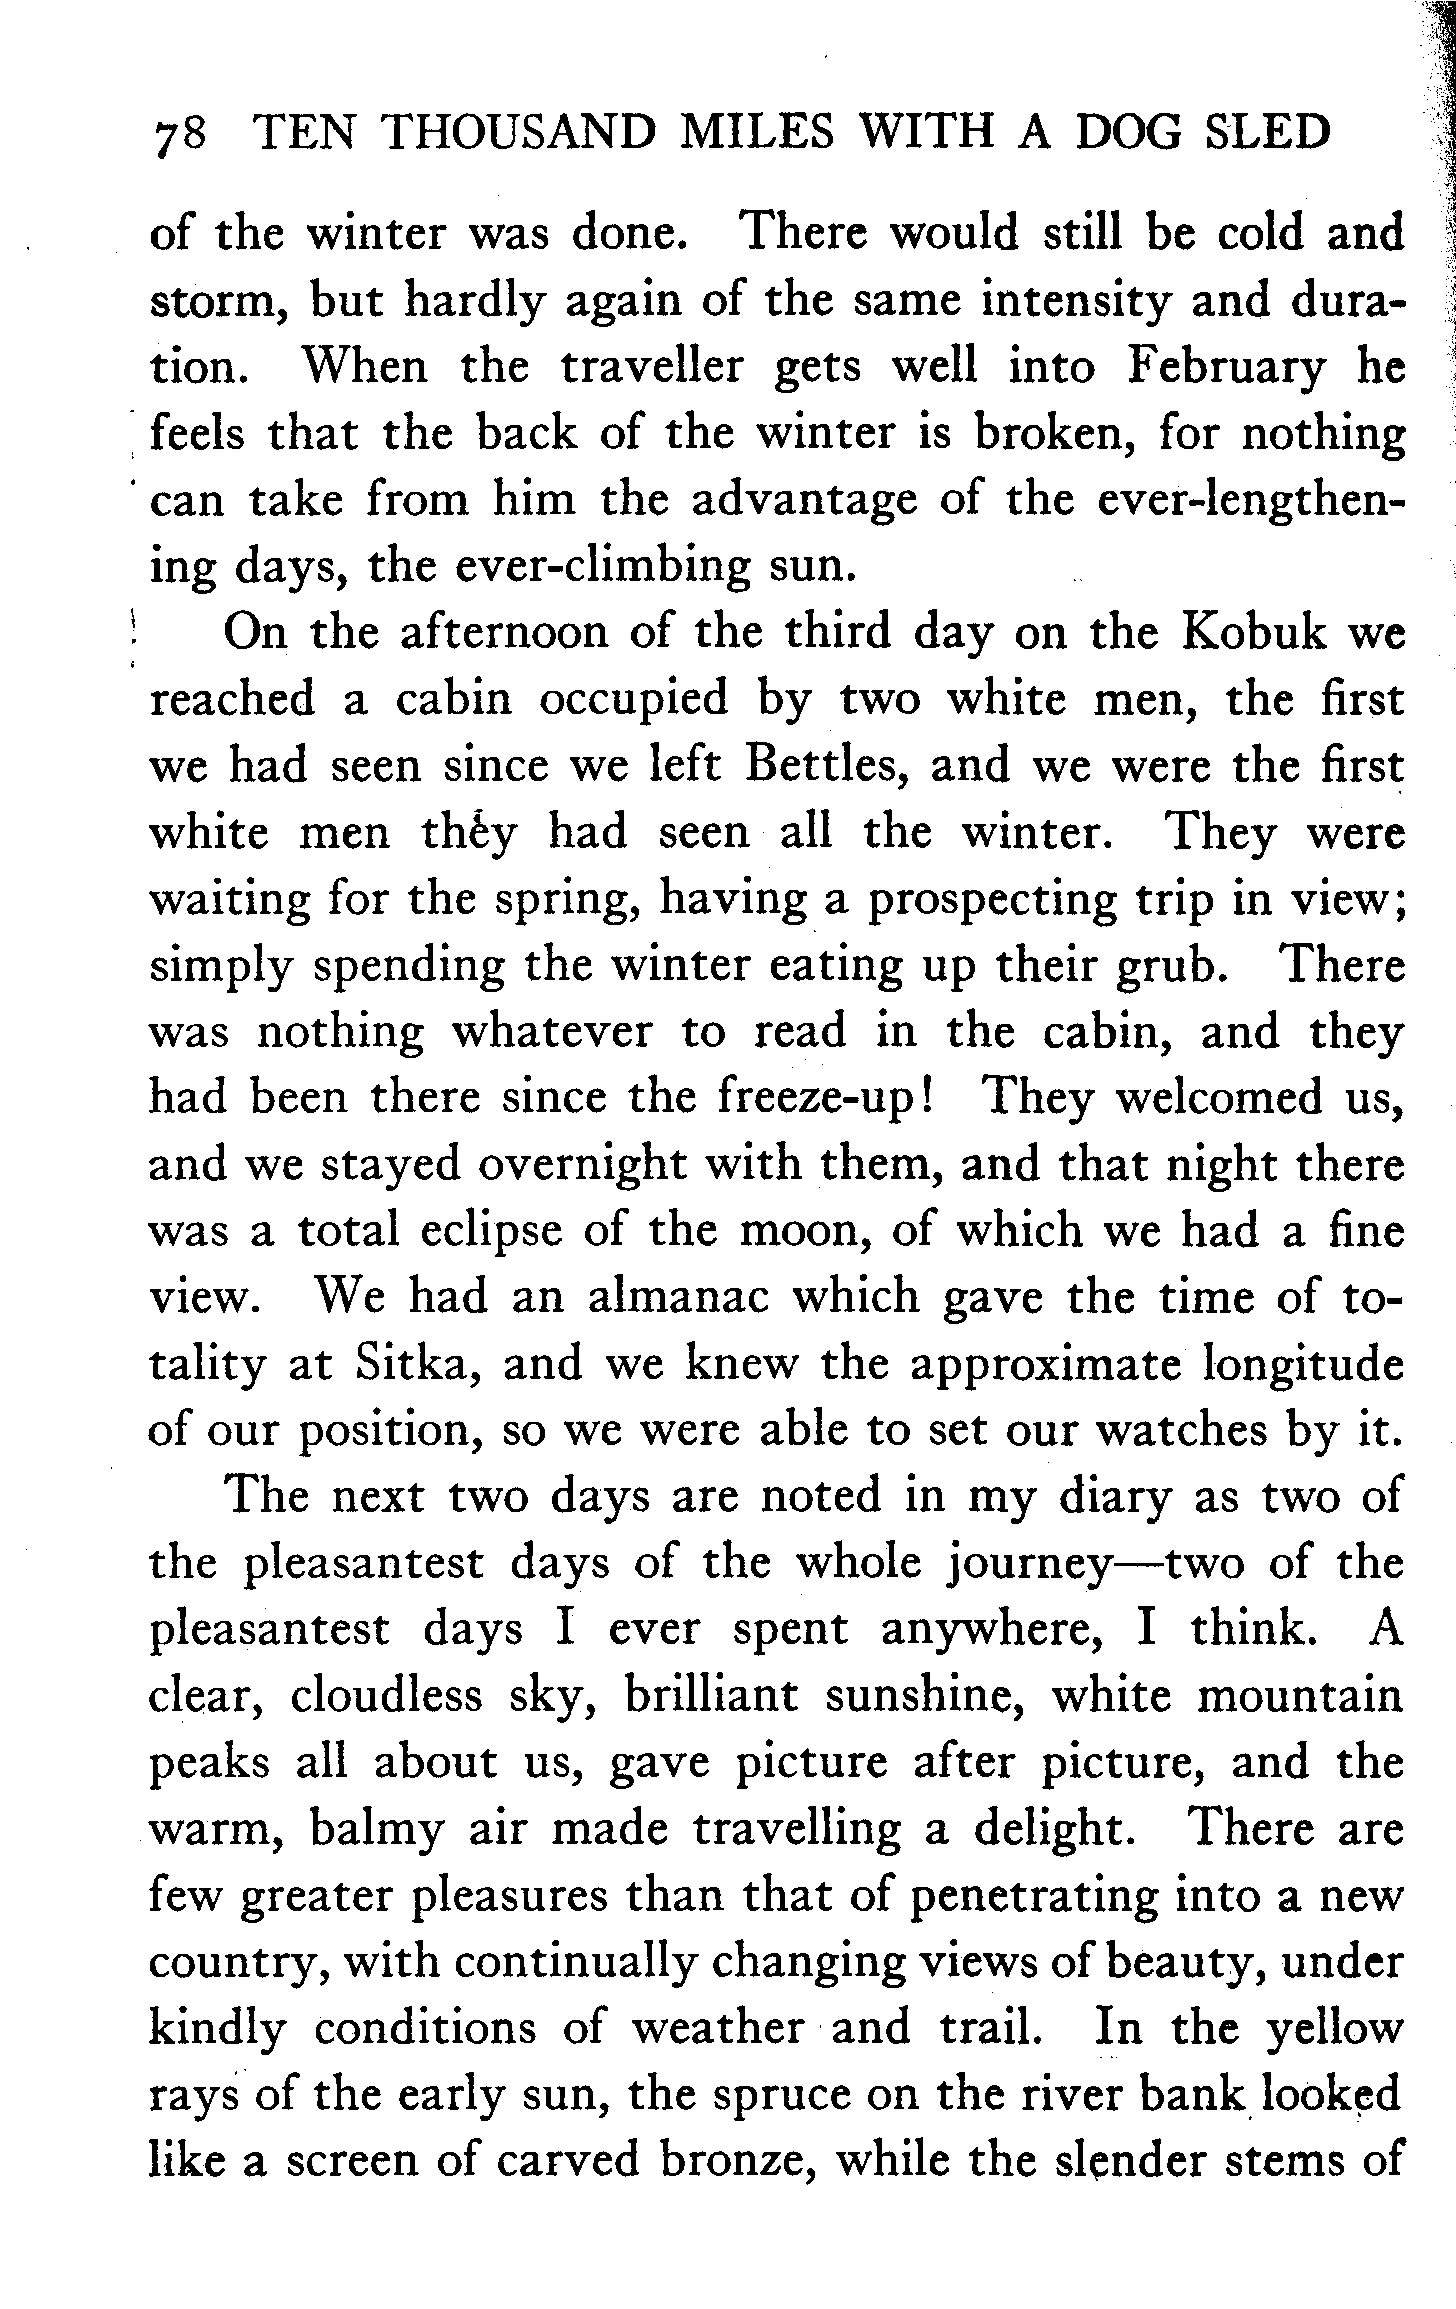 78 TEN THOUSAND MILES WITH A DOG SLED
of the winter was done. There would still be cold and
storm, but hardly again of the same intensity and dura-
tion. When the traveller gets well into February he
feels that the back of the winter is broken, for nothing
can take from him the advantage of the ever-lengthen-
ing days, the ever-climbing sun.
On the afternoon of the third day on the Kobuk we
reached a cabin occupied by two white men, the first
we had seen since we left Bettles, and we were the first
white men they had seen all the winter. They were
waiting for the spring, having a prospecting trip in view;
simply spending the winter eating up their grub. There
was nothing whatever to read in the cabin, and they
had been there since the freeze-up! They welcomed us,
and we stayed overnight with them, and that night there
was a total eclipse of the moon, of which we had a fine
view. We had an almanac which gave the time of to-
tality at Sitka, and we knew the approximate longitude
of our position, so we were able to set our watches by it.
The next two days are noted in my diary as two of
the pleasantest days of the whole journey—two of the
pleasantest days I ever spent anywhere, I think. A
clear, cloudless sky, brilliant sunshine, white mountain
peaks all about us, gave picture after picture, and the
warm, balmy air made travelling a delight. There are
few greater pleasures than that of penetrating into a new
country, with continually changing views of beauty, under
kindly conditions of weather and trail. In the yellow
rays of the early sun, the spruce on the river bank looked
like a screen of carved bronze, while the slender stems of